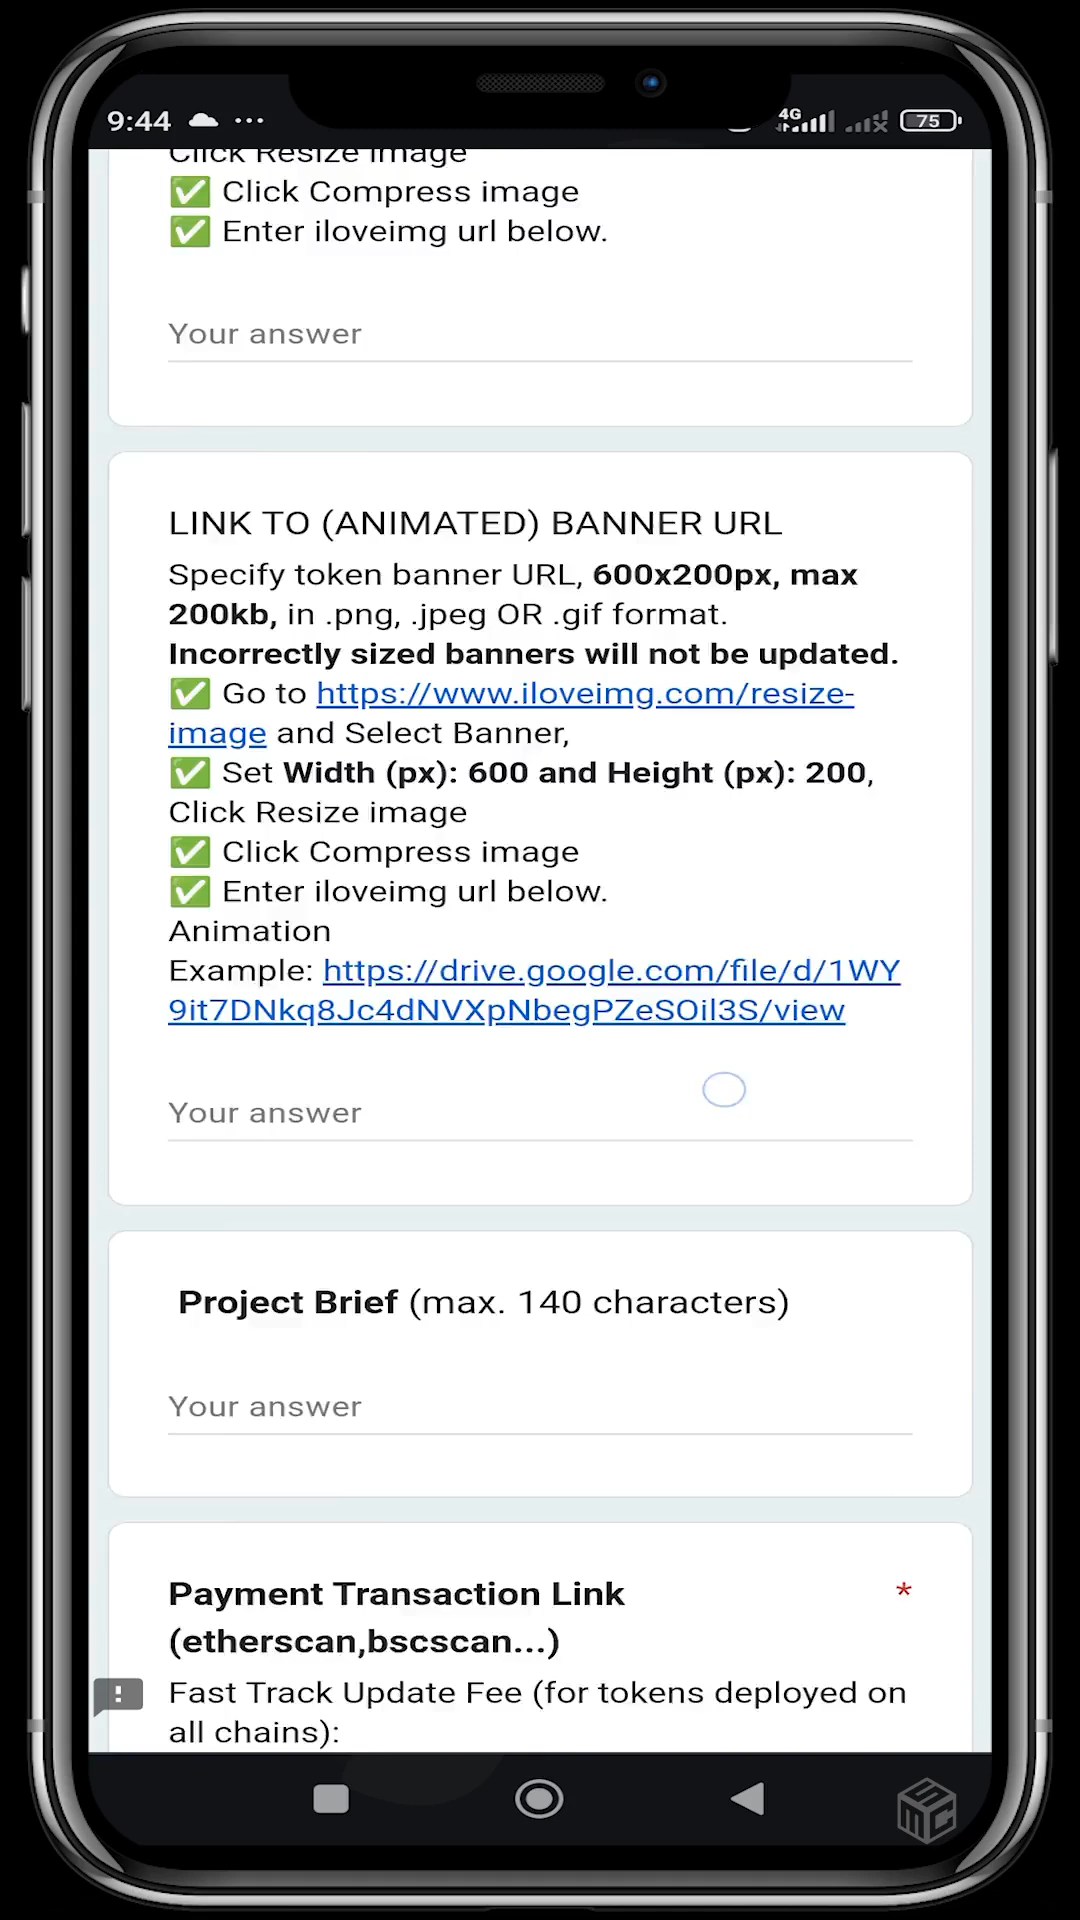 9:44
4G
75
Click Resize image
✅ Click Compress image
✅ Enter iloveimg url below.
Your answer
LINK TO (ANIMATED) BANNER URL
Specify token banner URL, 600x200px, max
200kb, in .png, .jpeg OR .gif format.
Incorrectly sized banners will not be updated.
✅ Go to https://www.iloveimg.com/resize-
image and Select Banner,
✅ Set Width (px): 600 and Height (px): 200,
Click Resize image
✅ Click Compress image
✅ Enter iloveimg url below.
Animation
Example: https://drive.google.com/file/d/1WY
9it7DNkq8Jc4dNVXpNbegPZeSOil3S/view
Your answer
Project Brief (max. 140 characters)
Your answer
Payment Transaction Link *
(etherscan,bscscan...)
Fast Track Update Fee (for tokens deployed on
all chains):